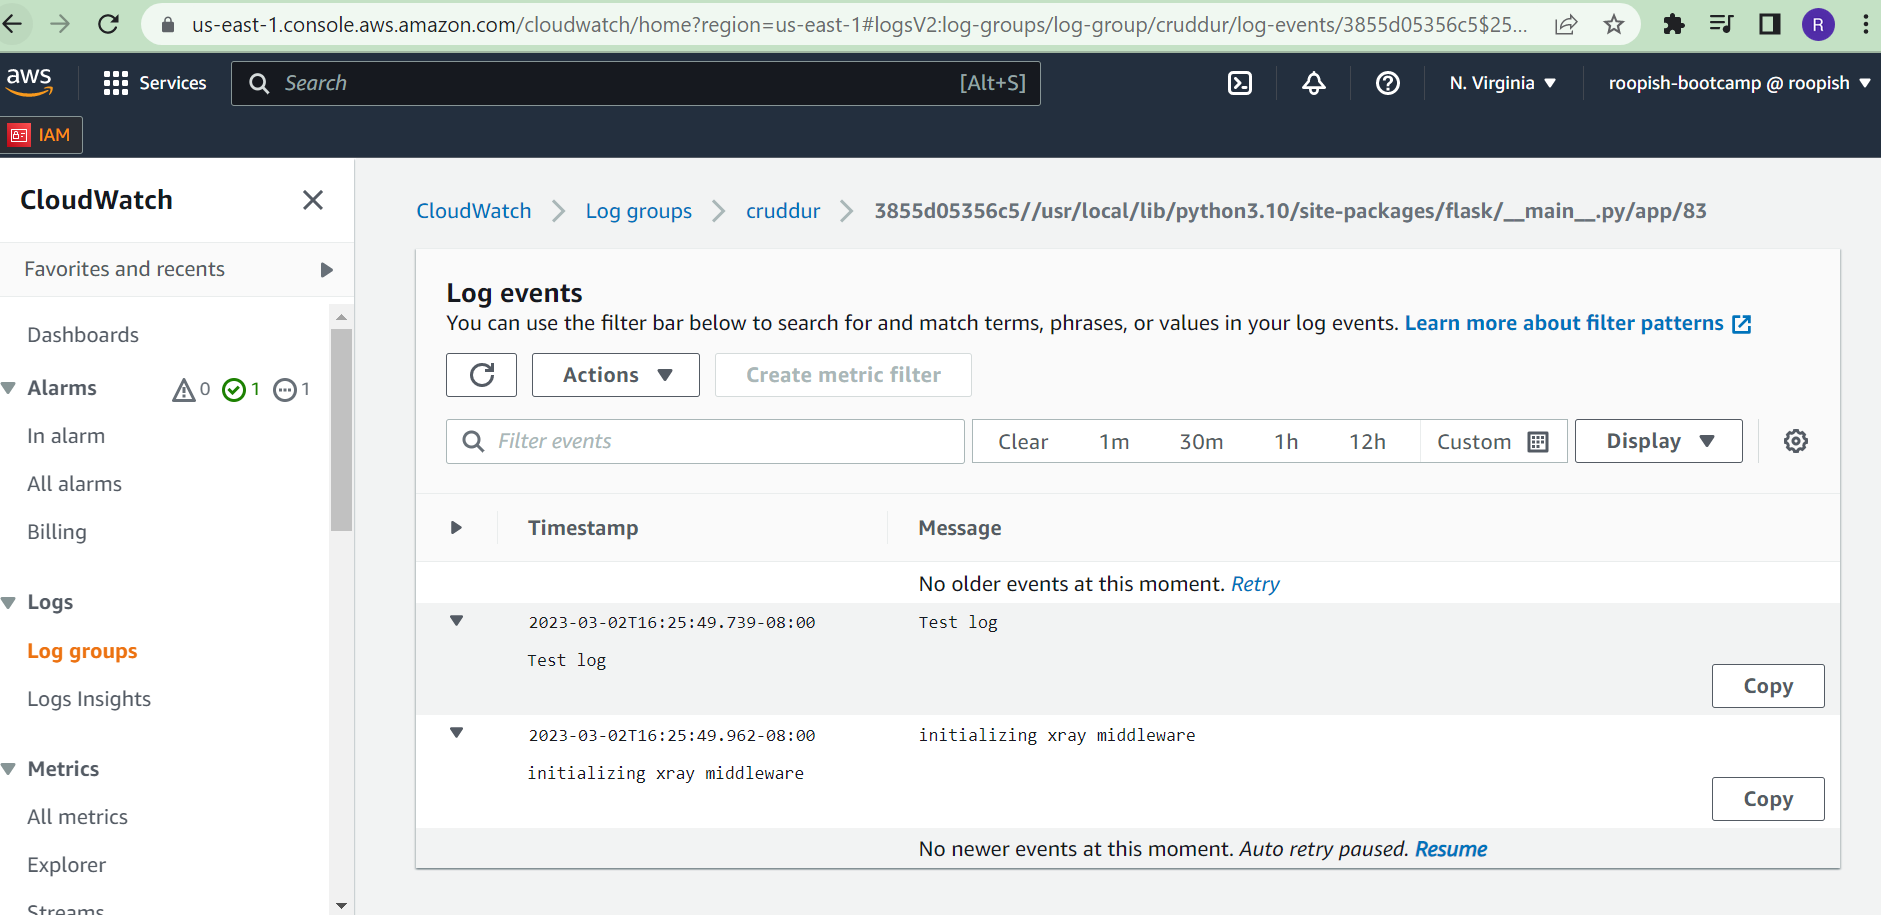 us-east-1.console.aws.amazon.com/cloudwatch/home?region=us-east-1#logsV2:log-groups/log-group/cruddur/log-events/3855d05356c5$25...
R
aws
Services
Search
[Alt+S]
N. Virginia
roopish-bootcamp @ roopish
IAM
CloudWatch
Favorites and recents
Dashboards
Alarms 0 1 1
In alarm
All alarms
Billing
Logs
Log groups
Logs Insights
Metrics
All metrics
Explorer
Streams
CloudWatch
Log groups
cruddur
3855d05356c5//usr/local/lib/python3.10/site-packages/flask/__main__.py/app/83
Log events
You can use the filter bar below to search for and match terms, phrases, or values in your log events. Learn more about filter patterns
Actions
Create metric filter
Filter events
Clear 1m 30m 1h 12h Custom
Display
Timestamp Message
No older events at this moment. Retry
2023-03-02T16:25:49.739-08:00 Test log
Test log
Copy
2023-03-02T16:25:49.962-08:00 initializing xray middleware
initializing xray middleware
Copy
No newer events at this moment. Auto retry paused. Resume